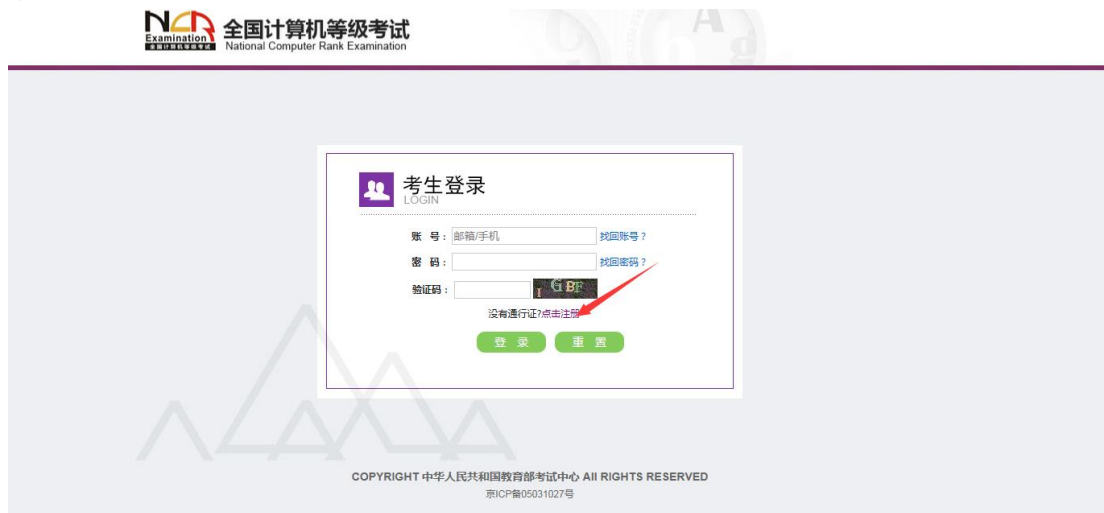 NCR
Examination
全国计算机等级考试
全国计算机等级考试
National Computer Rank Examination
考生登录
LOGIN
账 号： 邮箱/手机 找回账号？
密 码： 找回密码？
验证码： I G B F
没有通行证?点击注册
登 录 重 置
COPYRIGHT 中华人民共和国教育部考试中心 All RIGHTS RESERVED
京ICP备05031027号